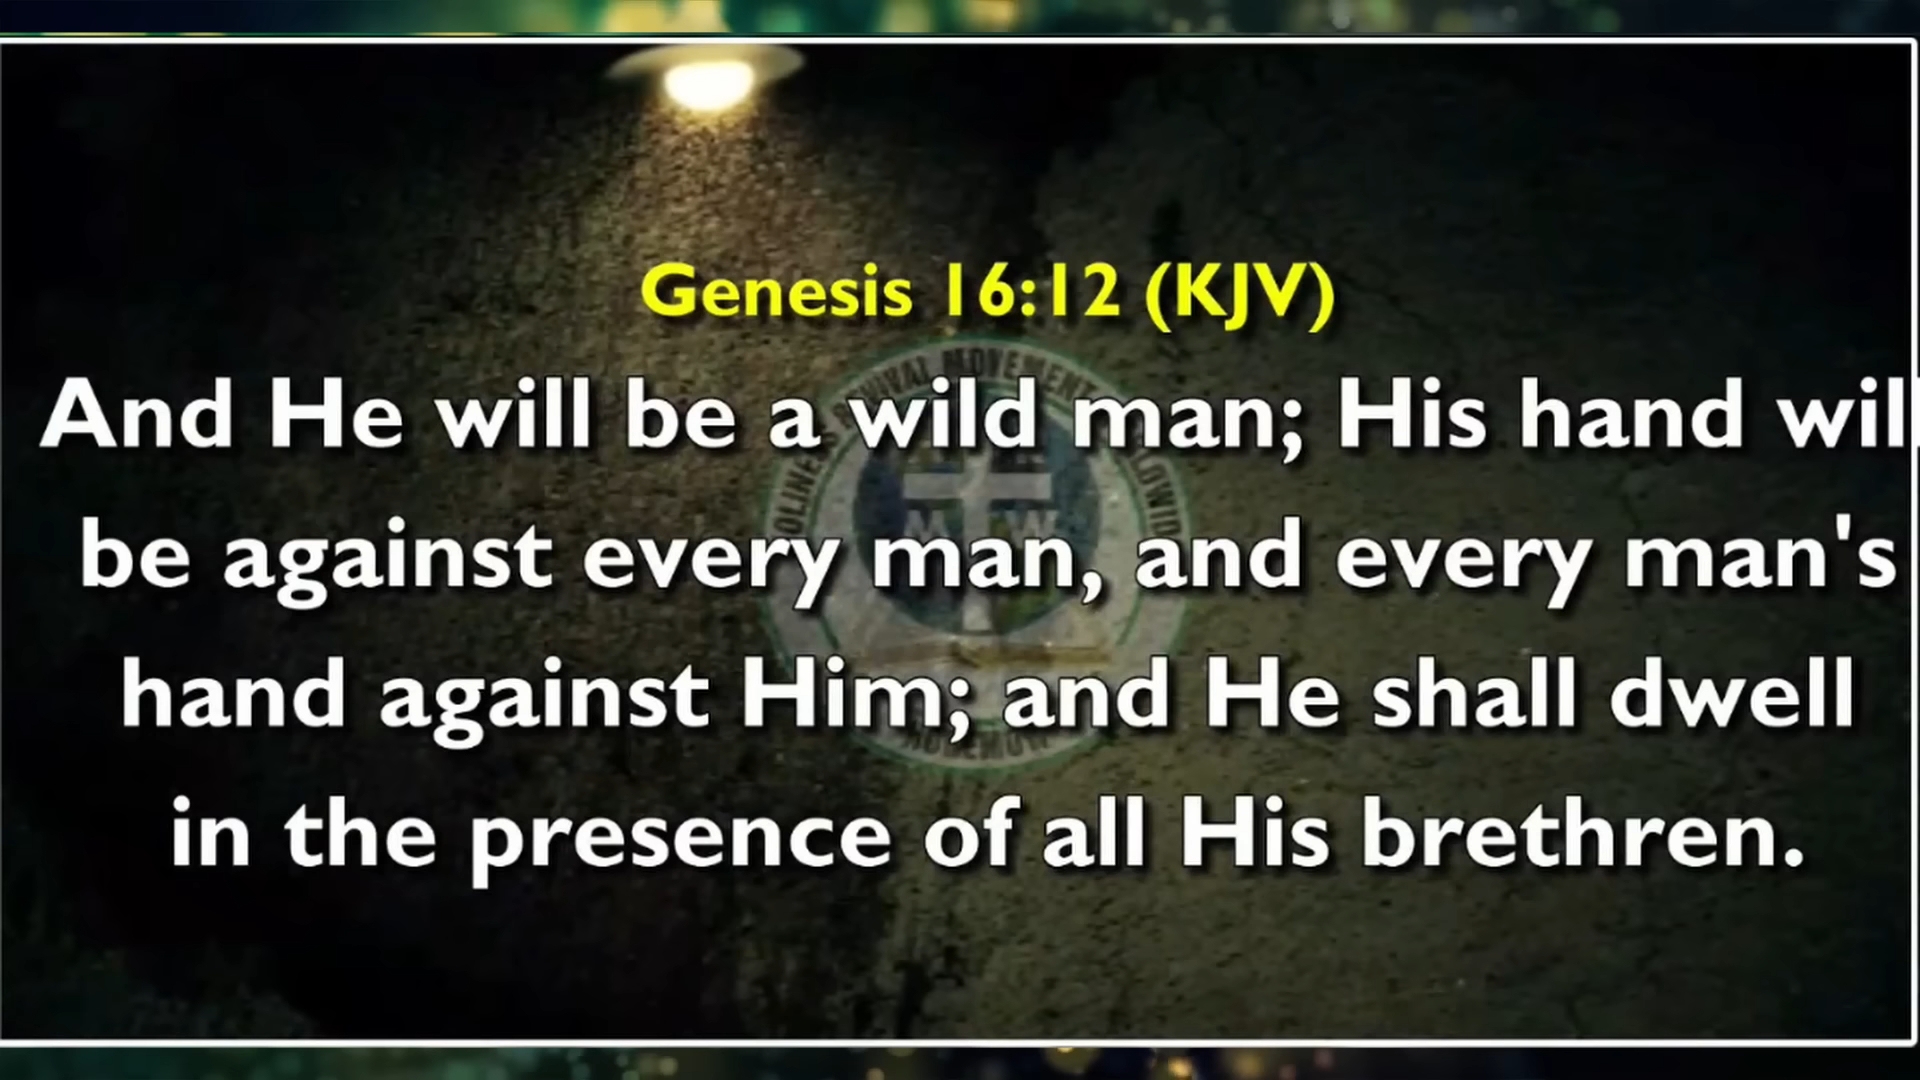 Genesis 16:12 (KJV)
And He will be a wild man; His hand wil
be against every man, and every man's
hand against Him; and He shall dwell
in the presence of all His brethren.
M W